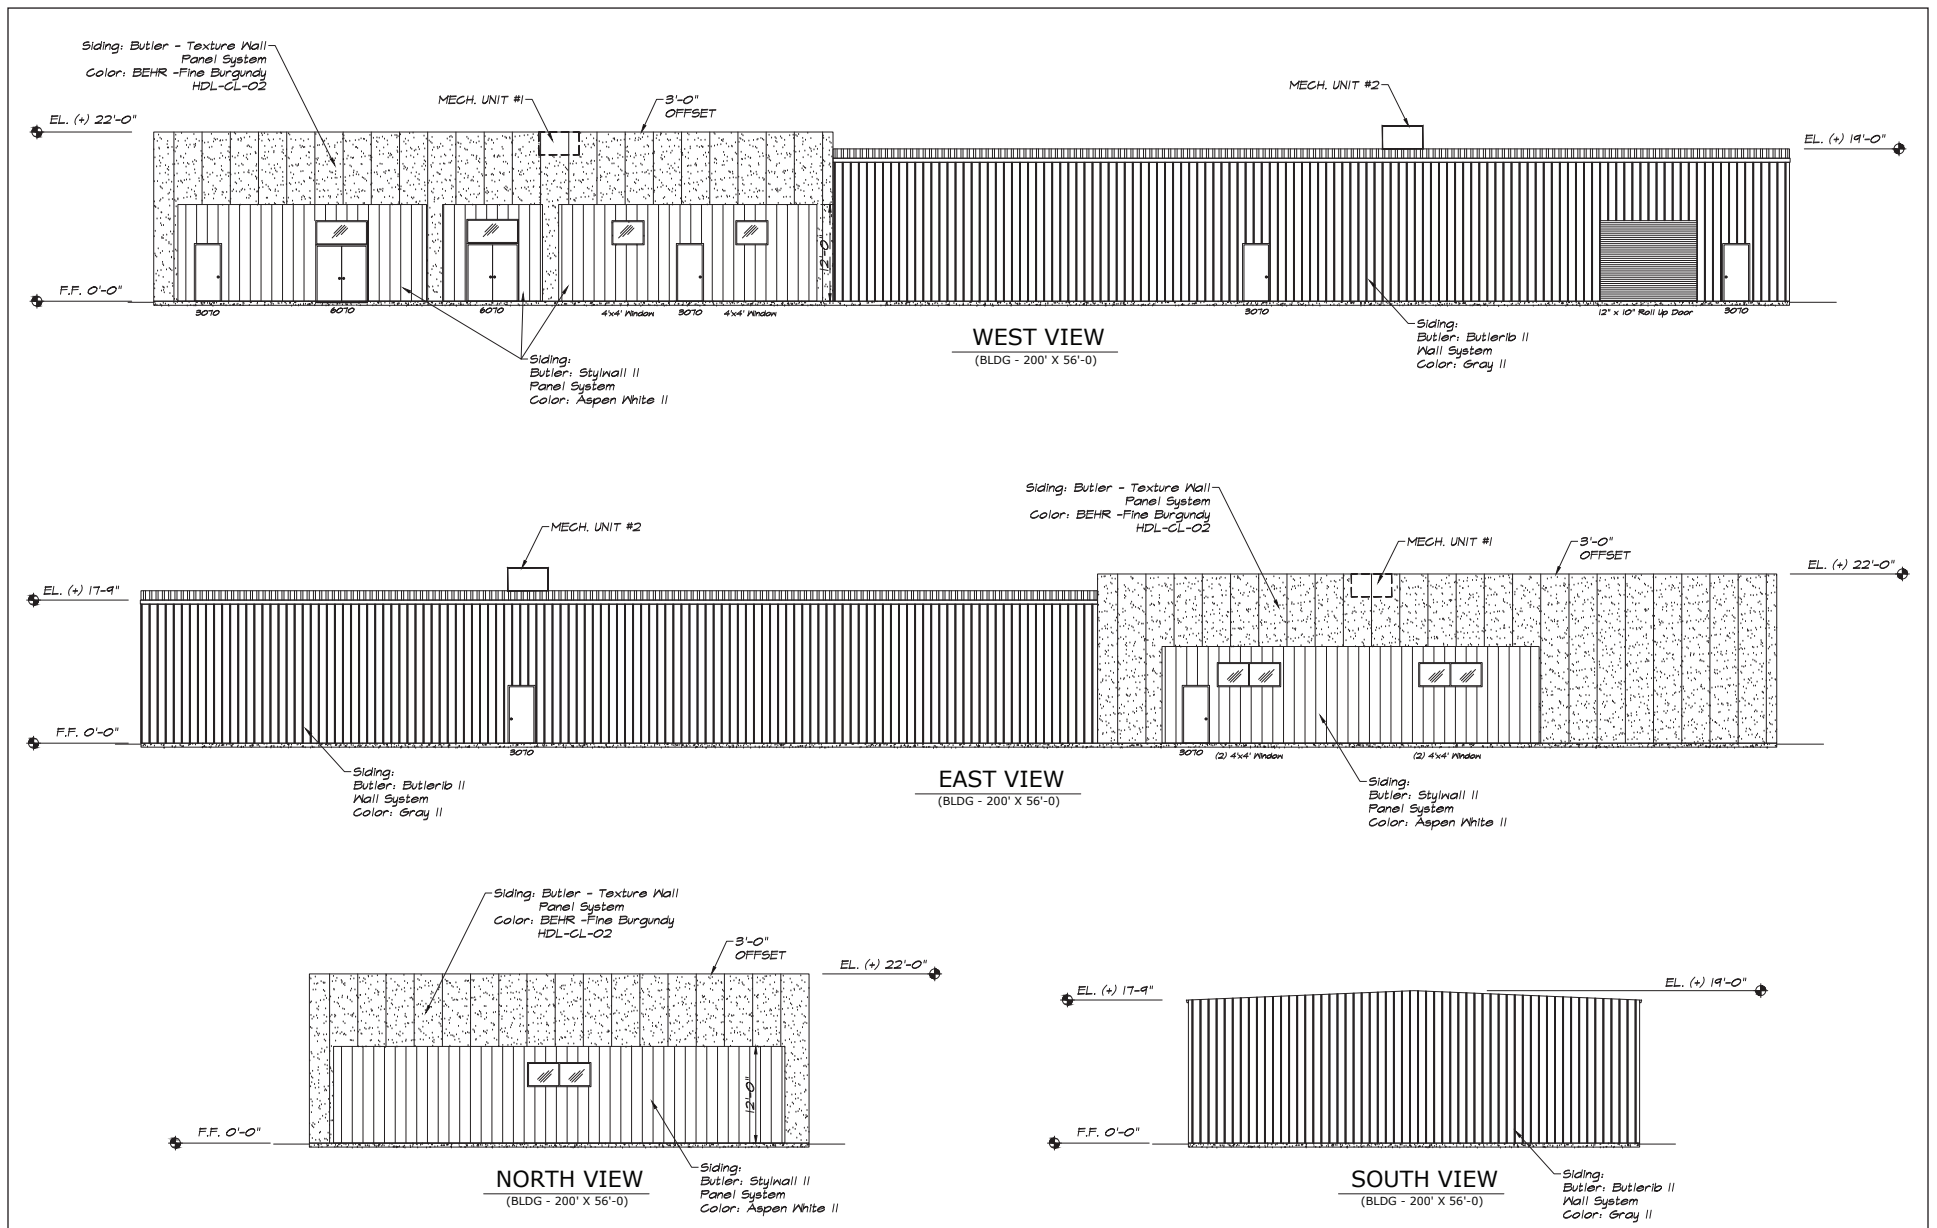 Siding: Butler - Texture Wall
Panel System
Color: BEHR -Fine Burgundy
HDL-CL-02
MECH. UNIT #1
3'-0"
OFFSET
MECH. UNIT #2
EL. (+) 22'-0"
EL. (+) 19'-0"
12'-0"
F.F. 0'-0"
3070
6070
6070
4'x4' Window
3070
4'x4' Window
3070
12" x 10" Roll Up Door
3070
WEST VIEW
(BLDG - 200' X 56'-0)
Siding:
Butler: Stylwall II
Panel System
Color: Aspen White II
Siding:
Butler: Butlerib II
Wall System
Color: Gray II
Siding: Butler - Texture Wall
Panel System
Color: BEHR -Fine Burgundy
HDL-CL-02
MECH. UNIT #2
MECH. UNIT #1
3'-0"
OFFSET
EL. (+) 17-9"
EL. (+) 22'-0"
F.F. 0'-0"
3070
3070
(2) 4'x4' Window
(2) 4'x4' Window
EAST VIEW
(BLDG - 200' X 56'-0)
Siding:
Butler: Butlerib II
Wall System
Color: Gray II
Siding:
Butler: Stylwall II
Panel System
Color: Aspen White II
Siding: Butler - Texture Wall
Panel System
Color: BEHR -Fine Burgundy
HDL-CL-02
3'-0"
OFFSET
EL. (+) 22'-0"
12'-0"
F.F. 0'-0"
NORTH VIEW
(BLDG - 200' X 56'-0)
Siding:
Butler: Stylwall II
Panel System
Color: Aspen White II
EL. (+) 17-9"
EL. (+) 19'-0"
F.F. 0'-0"
SOUTH VIEW
(BLDG - 200' X 56'-0)
Siding:
Butler: Butlerib II
Wall System
Color: Gray II